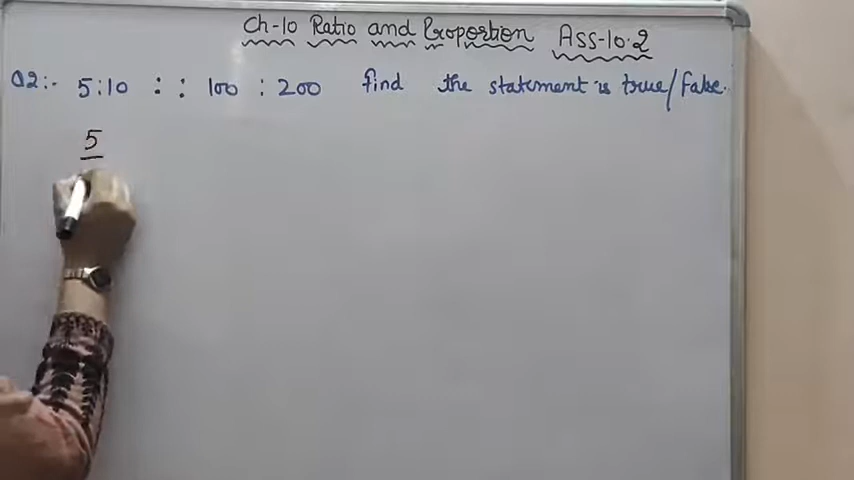 Ch-10 Ratio and Proportion Ass-10.2
Q2:- 5:10 :: 100 : 200 find the statement is true/False.
5